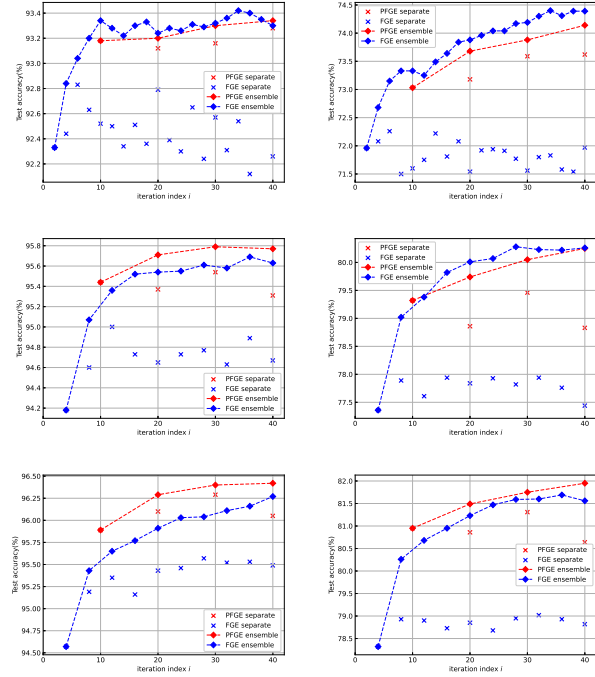 93.4
93.2
93.0
92.8
92.6
92.4
92.2
Test accuracy(%)
0 10 20 30 40
iteration index i
PFGE separate
FGE separate
PFGE ensemble
FGE ensemble
74.5
74.0
73.5
73.0
72.5
72.0
71.5
Test accuracy(%)
0 10 20 30 40
iteration index i
PFGE separate
FGE separate
PFGE ensemble
FGE ensemble
95.8
95.6
95.4
95.2
95.0
94.8
94.6
94.4
94.2
Test accuracy(%)
0 10 20 30 40
iteration index i
PFGE separate
FGE separate
PFGE ensemble
FGE ensemble
80.0
79.5
79.0
78.5
78.0
77.5
Test accuracy(%)
0 10 20 30 40
iteration index i
PFGE separate
FGE separate
PFGE ensemble
FGE ensemble
96.50
96.25
96.00
95.75
95.50
95.25
95.00
94.75
94.50
Test accuracy(%)
0 10 20 30 40
iteration index i
PFGE separate
FGE separate
PFGE ensemble
FGE ensemble
82.0
81.5
81.0
80.5
80.0
79.5
79.0
78.5
Test accuracy(%)
0 10 20 30 40
iteration index i
PFGE separate
FGE separate
PFGE ensemble
FGE ensemble